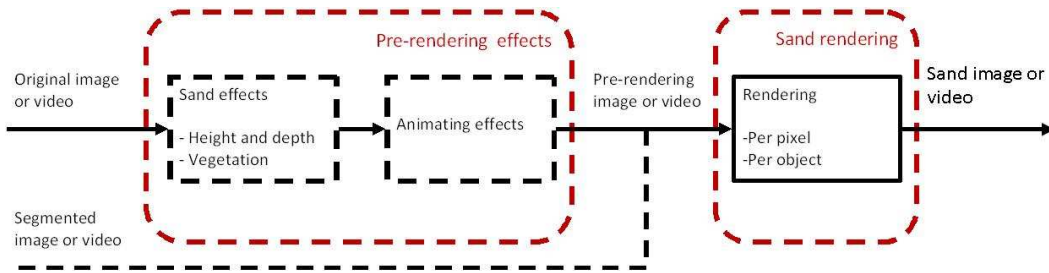 Pre-rendering effects
Sand rendering
Original image
or video
Sand effects
- Height and depth
- Vegetation
Animating effects
Pre-rendering
image or video
Rendering
-Per pixel
-Per object
Sand image or
video
Segmented
image or video